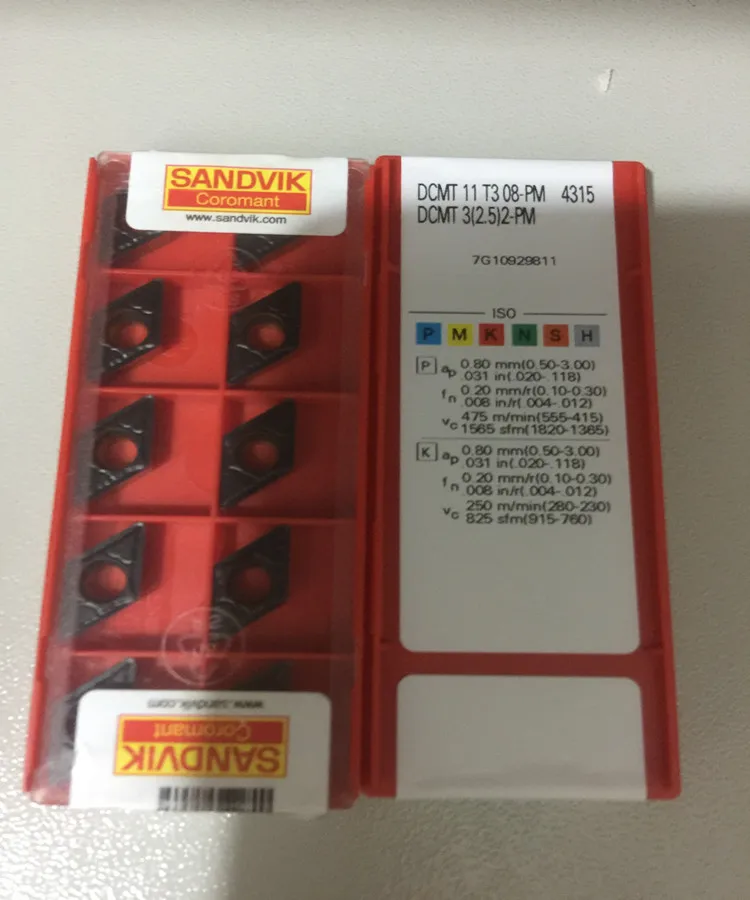 SANDVIK
Coromant
www.sandvik.com
www.sandvik.com
Coromant
SANDVIK
DCMT 11 T3 08-PM 4315
DCMT 3(2.5)2-PM
7G10929811
ISO
P M K N S H
P ap 0.80 mm(0.50-3.00)
.031 in(.020-.118)
fn 0.20 mm/r(0.10-0.30)
.008 in/r(.004-.012)
vc 475 m/min(555-415)
1565 sfm(1820-1365)
K ap 0.80 mm(0.50-3.00)
.031 in(.020-.118)
fn 0.20 mm/r(0.10-0.30)
.008 in/r(.004-.012)
vc 250 m/min(280-230)
825 sfm(915-760)